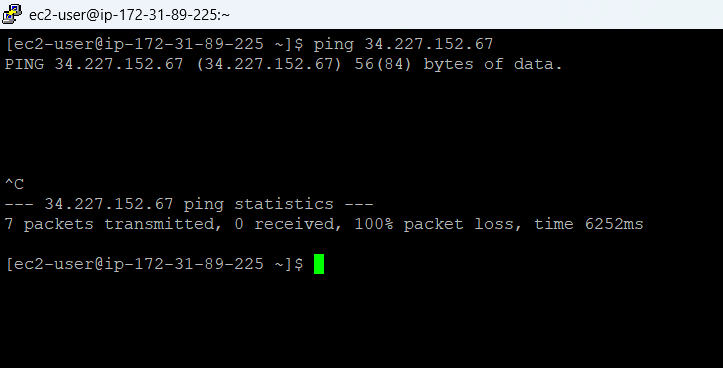 ec2-user@ip-172-31-89-225:~
[ec2-user@ip-172-31-89-225 ~]$ ping 34.227.152.67
PING 34.227.152.67 (34.227.152.67) 56(84) bytes of data.
^C
--- 34.227.152.67 ping statistics ---
7 packets transmitted, 0 received, 100% packet loss, time 6252ms
[ec2-user@ip-172-31-89-225 ~]$